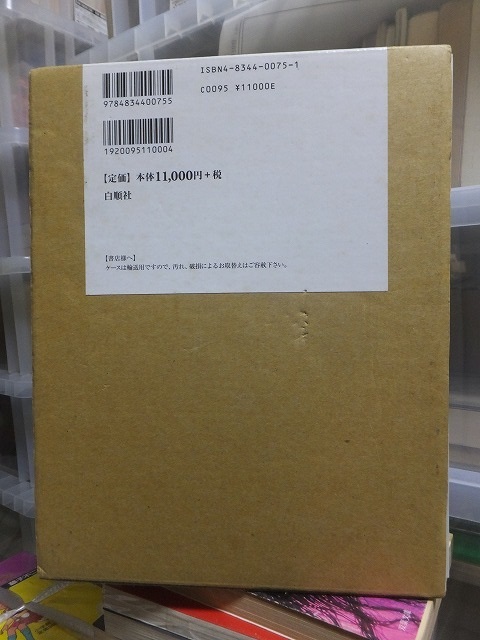 ISBN4-8344-0075-1
C0095 ¥11000E
9784834400755
1920095110004
【定価】本体11,000円+税
白順社
【書店様へ】
ケースは輸送用ですので、汚れ、破損によるお取替えはご容赦下さい。